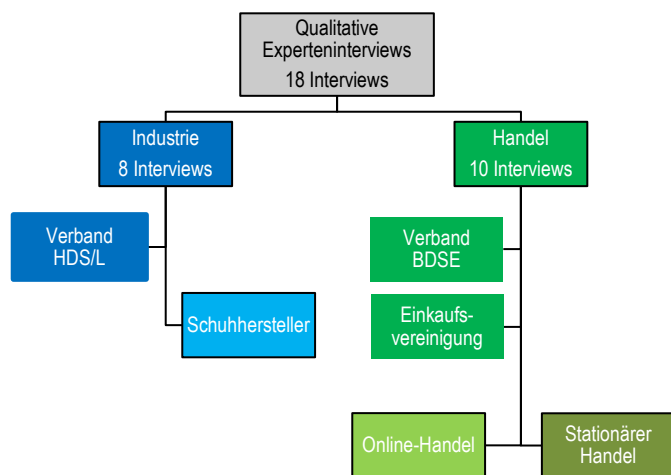 Qualitative
Experteninterviews
18 Interviews
Industrie
8 Interviews
Handel
10 Interviews
Verband
HDS/L
Verband
BDSE
Schuhhersteller
Einkaufs-
vereinigung
Online-Handel
Stationärer
Handel